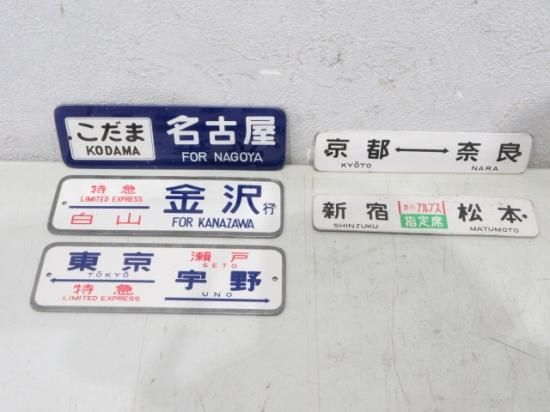 こだま 名古屋
KODAMA FOR NAGOYA
特急 金沢行
LIMITED EXPRESS
白山 FOR KANAZAWA
東京 瀬戸
TŌKYŌ SETO
特急 宇野
LIMITED EXPRESS UNO
京都 奈良
KYŌTO NARA
新宿 アルプス 松本
SHINJUKU 指定席 MATUMOTO